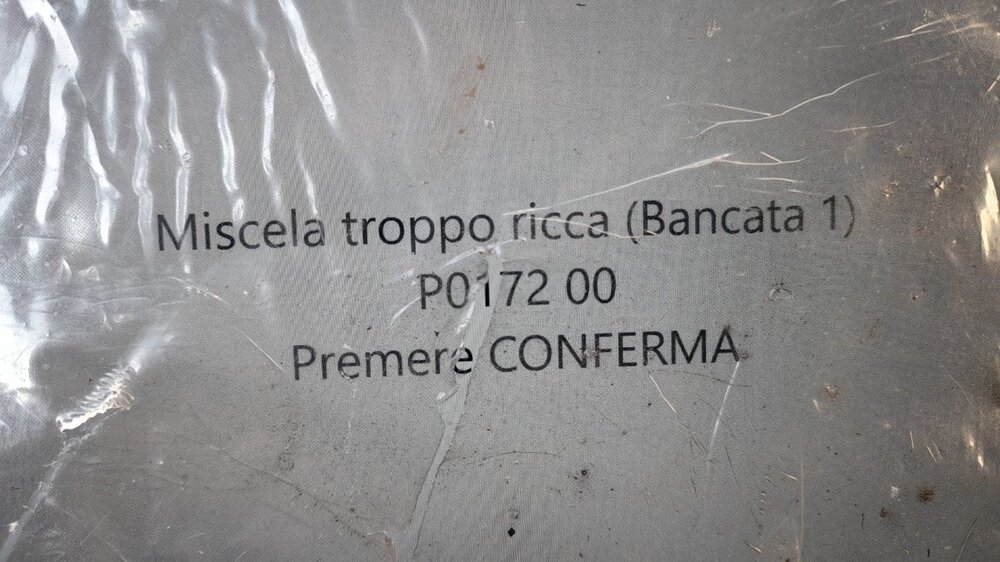 Miscela troppo ricca (Bancata 1)
P0172 00
Premere CONFERMA